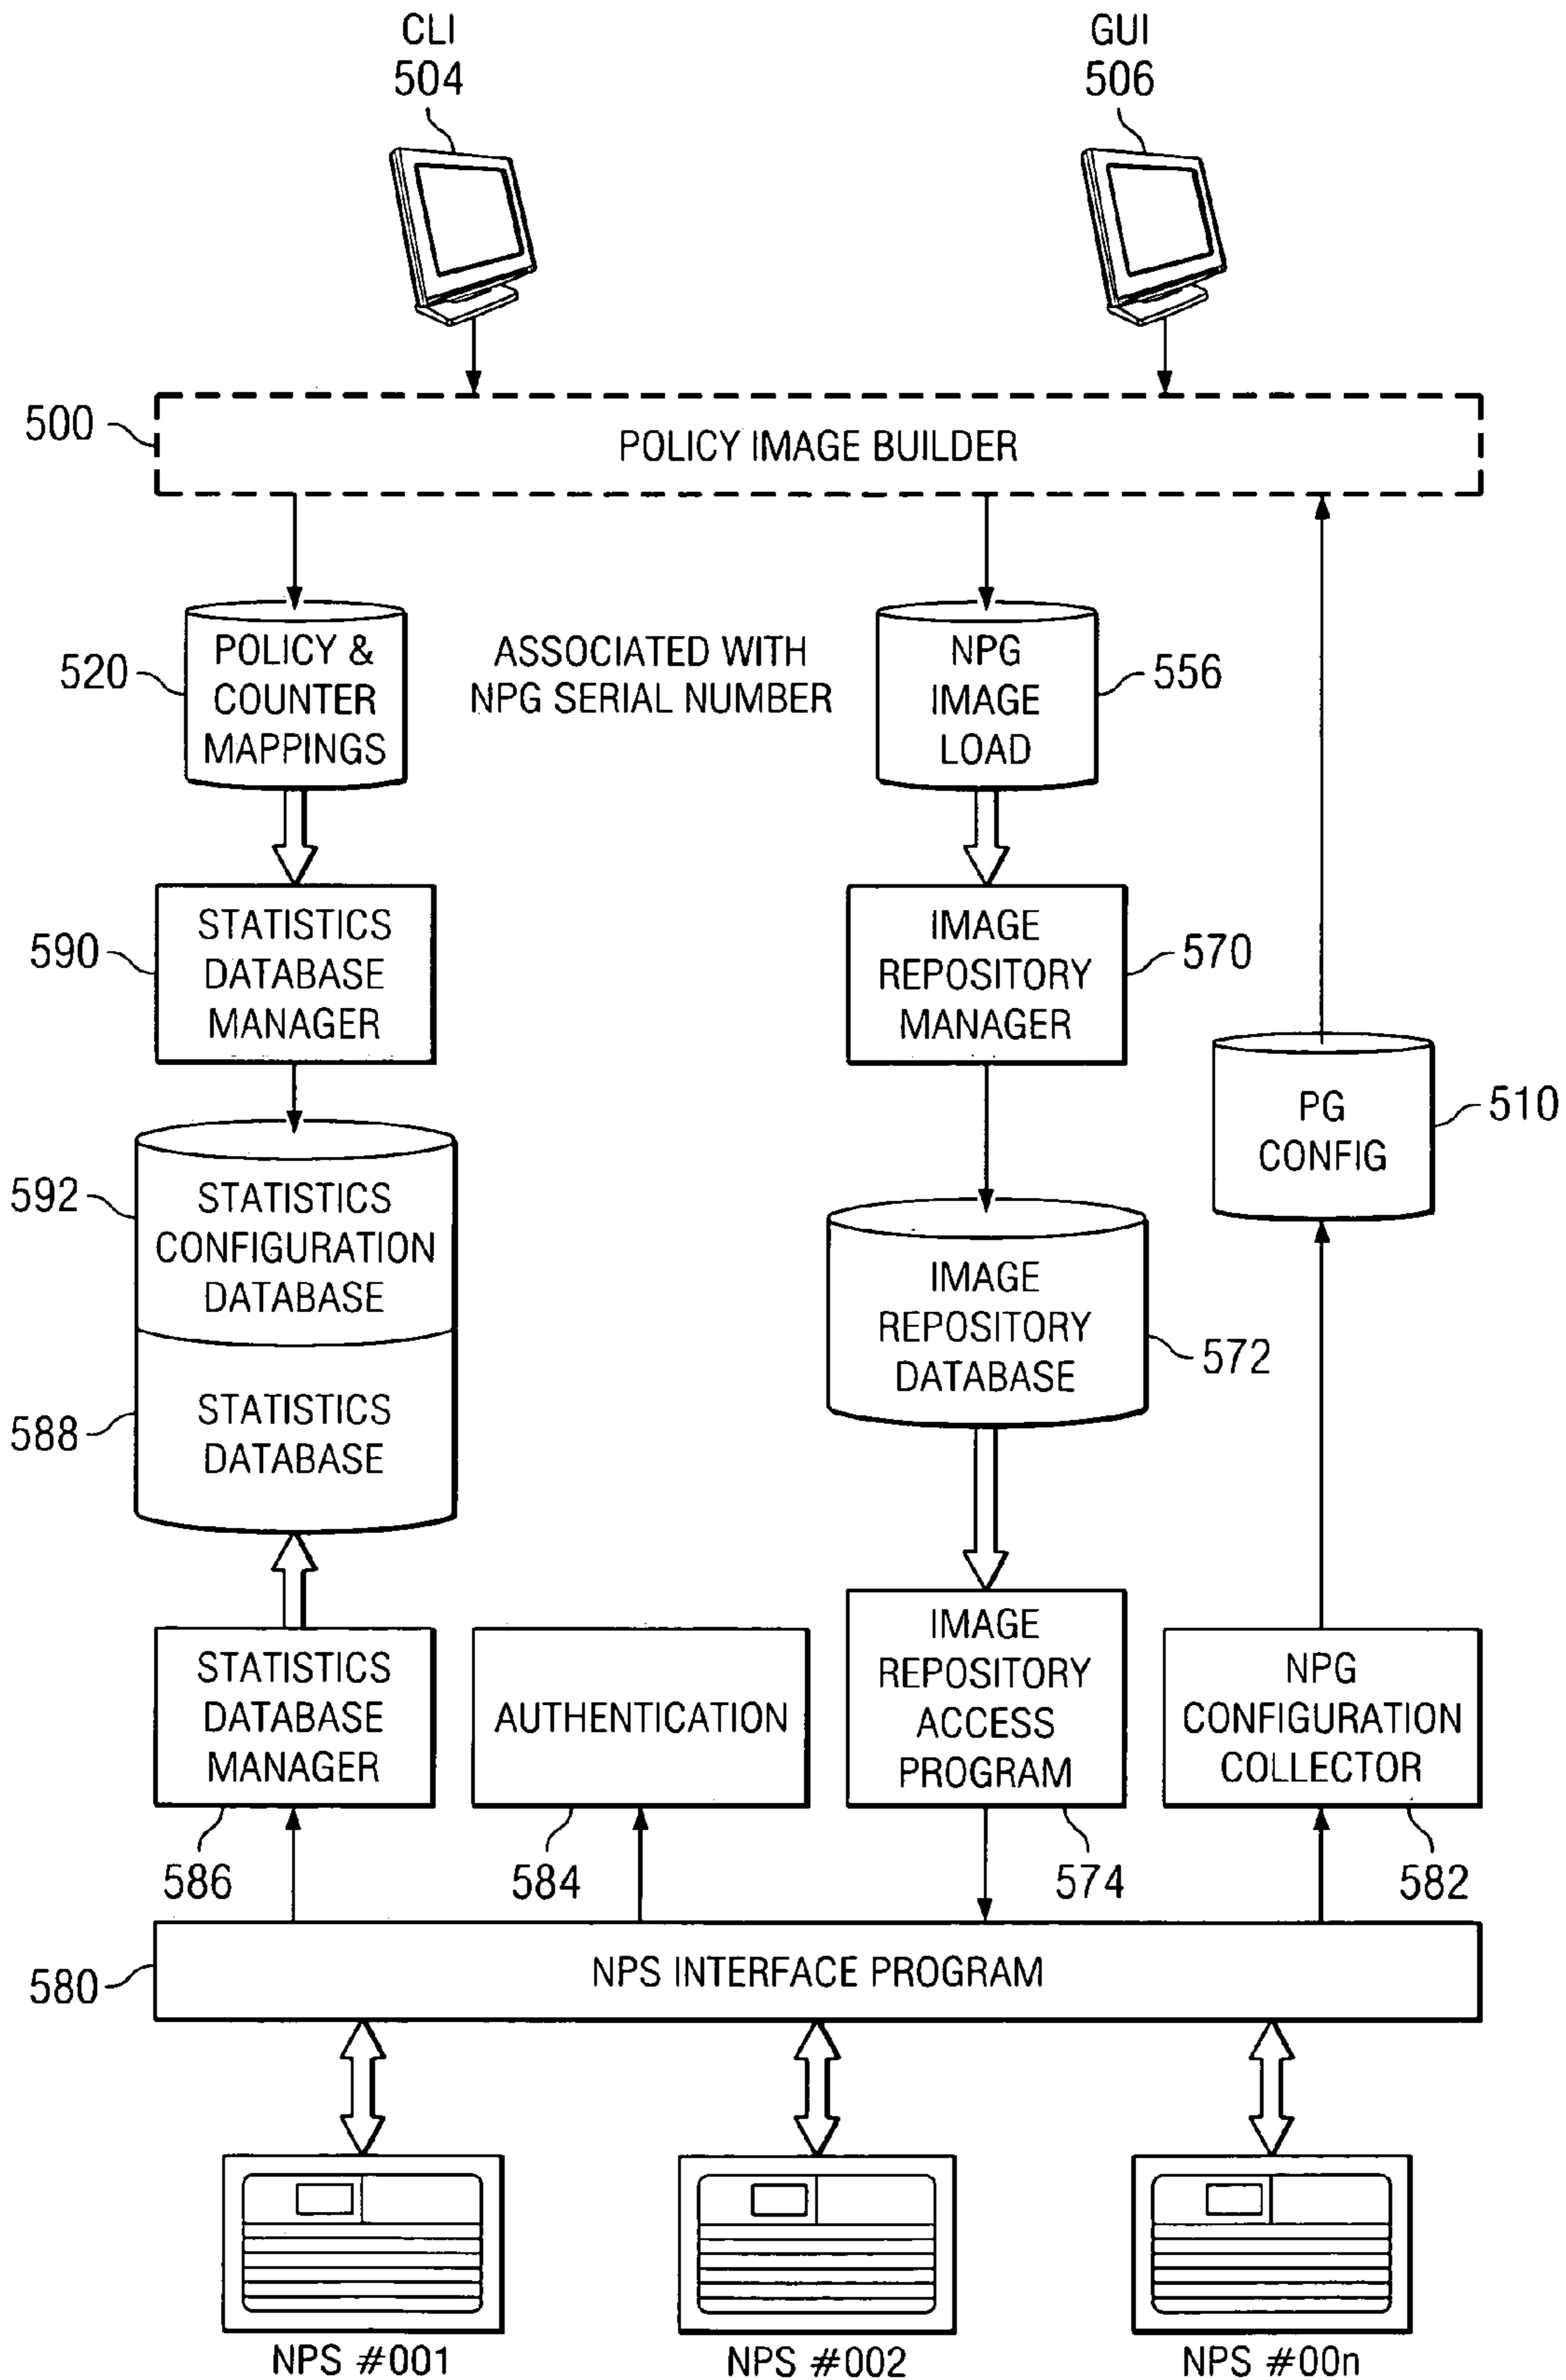 CLI
504
GUI
506
500
POLICY IMAGE BUILDER
520
POLICY &
COUNTER
MAPPINGS
ASSOCIATED WITH
NPG SERIAL NUMBER
NPG
IMAGE
LOAD
556
590
STATISTICS
DATABASE
MANAGER
IMAGE
REPOSITORY
MANAGER
570
PG
CONFIG
510
592
STATISTICS
CONFIGURATION
DATABASE
588
STATISTICS
DATABASE
IMAGE
REPOSITORY
DATABASE
572
STATISTICS
DATABASE
MANAGER
586
AUTHENTICATION
584
IMAGE
REPOSITORY
ACCESS
PROGRAM
574
NPG
CONFIGURATION
COLLECTOR
582
580
NPS INTERFACE PROGRAM
NPS #001
NPS #002
NPS #00n